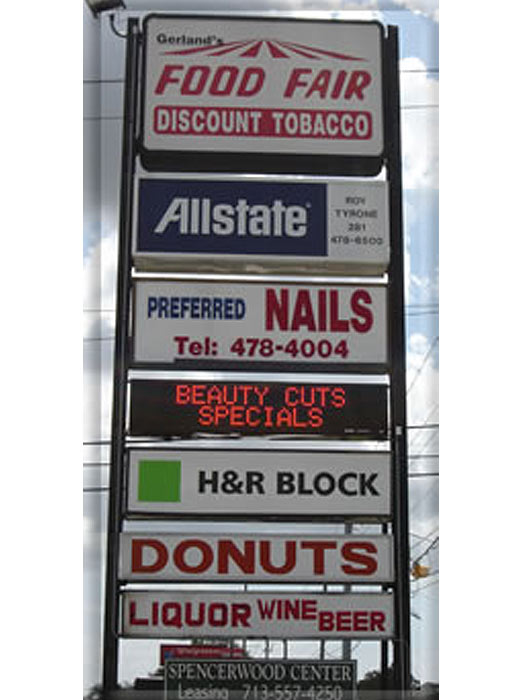 Gerland's
FOOD FAIR
DISCOUNT TOBACCO
Allstate
ROY
TYRONE
281
478-6500
PREFERRED NAILS
Tel: 478-4004
BEAUTY CUTS
SPECIALS
H&R BLOCK
DONUTS
LIQUOR WINE BEER
SPENCERWOOD CENTER
Leasing 713-557-4250